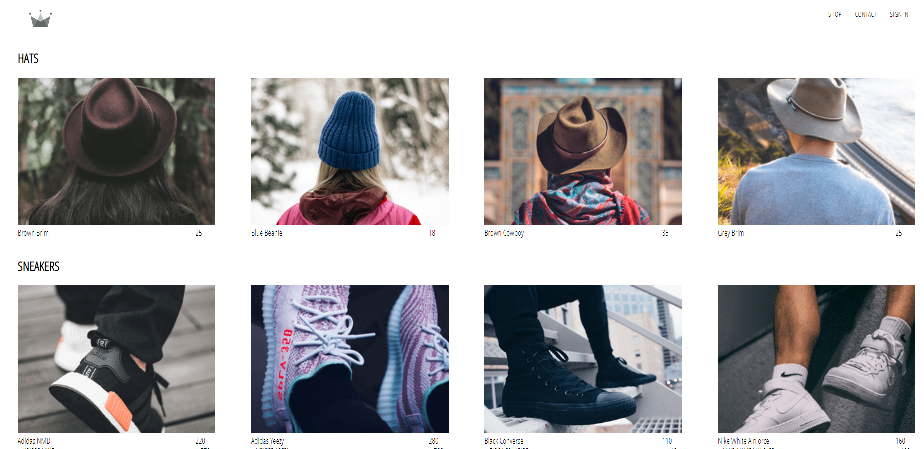 SHOP CONTACT SIGN IN
HATS
Brown Brim 25 Blue Beanie 18 Brown Cowboy 35 Grey Brim 25
SNEAKERS
Adidas NMD 220 Adidas Yeezy 280 Black Converse 110 Nike White AirForce 160